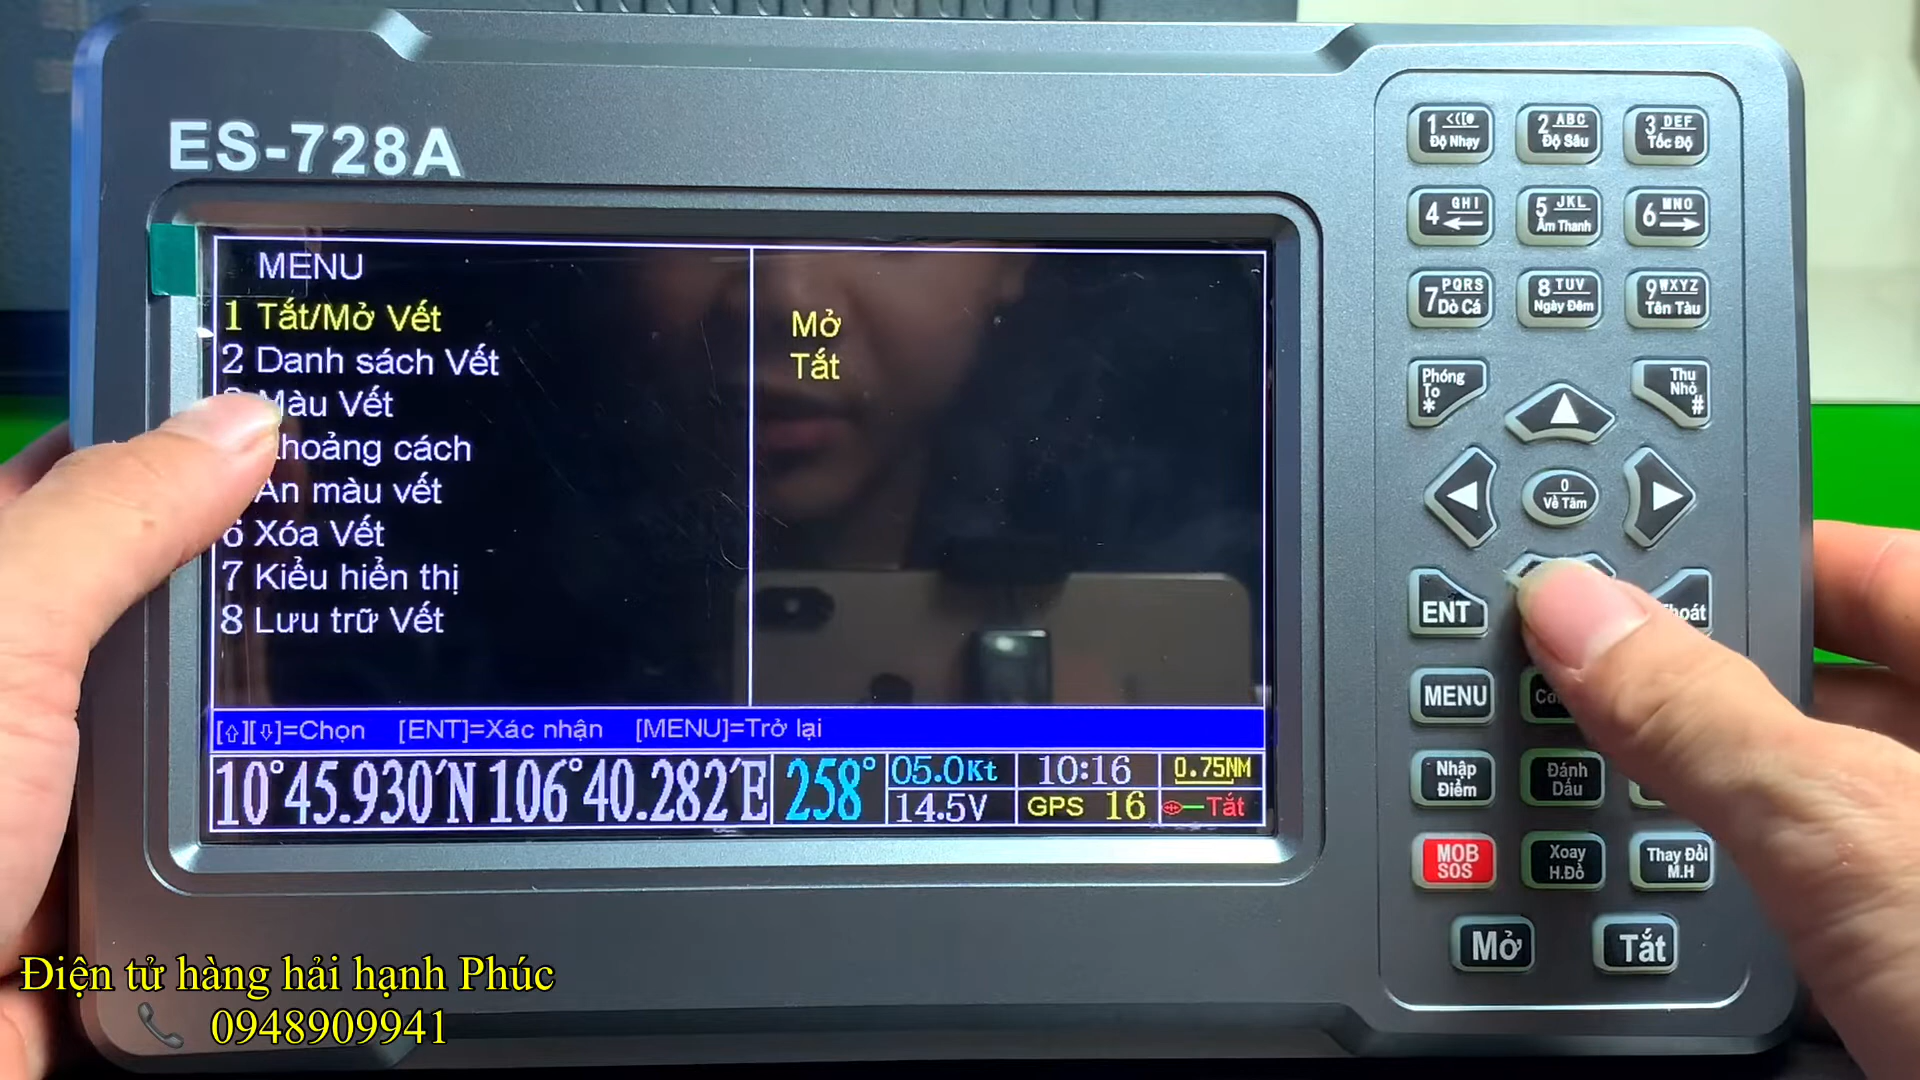 ES-728A
MENU
1 Tắt/Mở Vết
2 Danh sách Vết
Màu Vết
hoảng cách
Ẩn màu vết
6 Xóa Vết
7 Kiểu hiển thị
8 Lưu trữ Vết
Mở
Tắt
[⇧][⇩]=Chọn [ENT]=Xác nhận [MENU]=Trở lại
10°45.930'N 106°40.282'E 258° 05.0Kt 10:16 0.75NM
14.5V GPS 16 Tắt
1 <([@
Độ Nhạy
2 ABC
Độ Sâu
3 DEF
Tốc Độ
4 GHI
5 JKL
Âm Thanh
6 MNO
7 PQRS
Dò Cá
8 TUV
Ngày Đêm
9 WXYZ
Tên Tàu
Phóng
To
*
Thu
Nhỏ
#
0
Về Tâm
ENT
hoát
MENU
Nhập
Điểm
Đánh
Dấu
MOB
SOS
Xoay
H.Đồ
Thay Đổi
M.H
Mở
Tắt
Điện tử hàng hải hạnh Phúc
0948909941